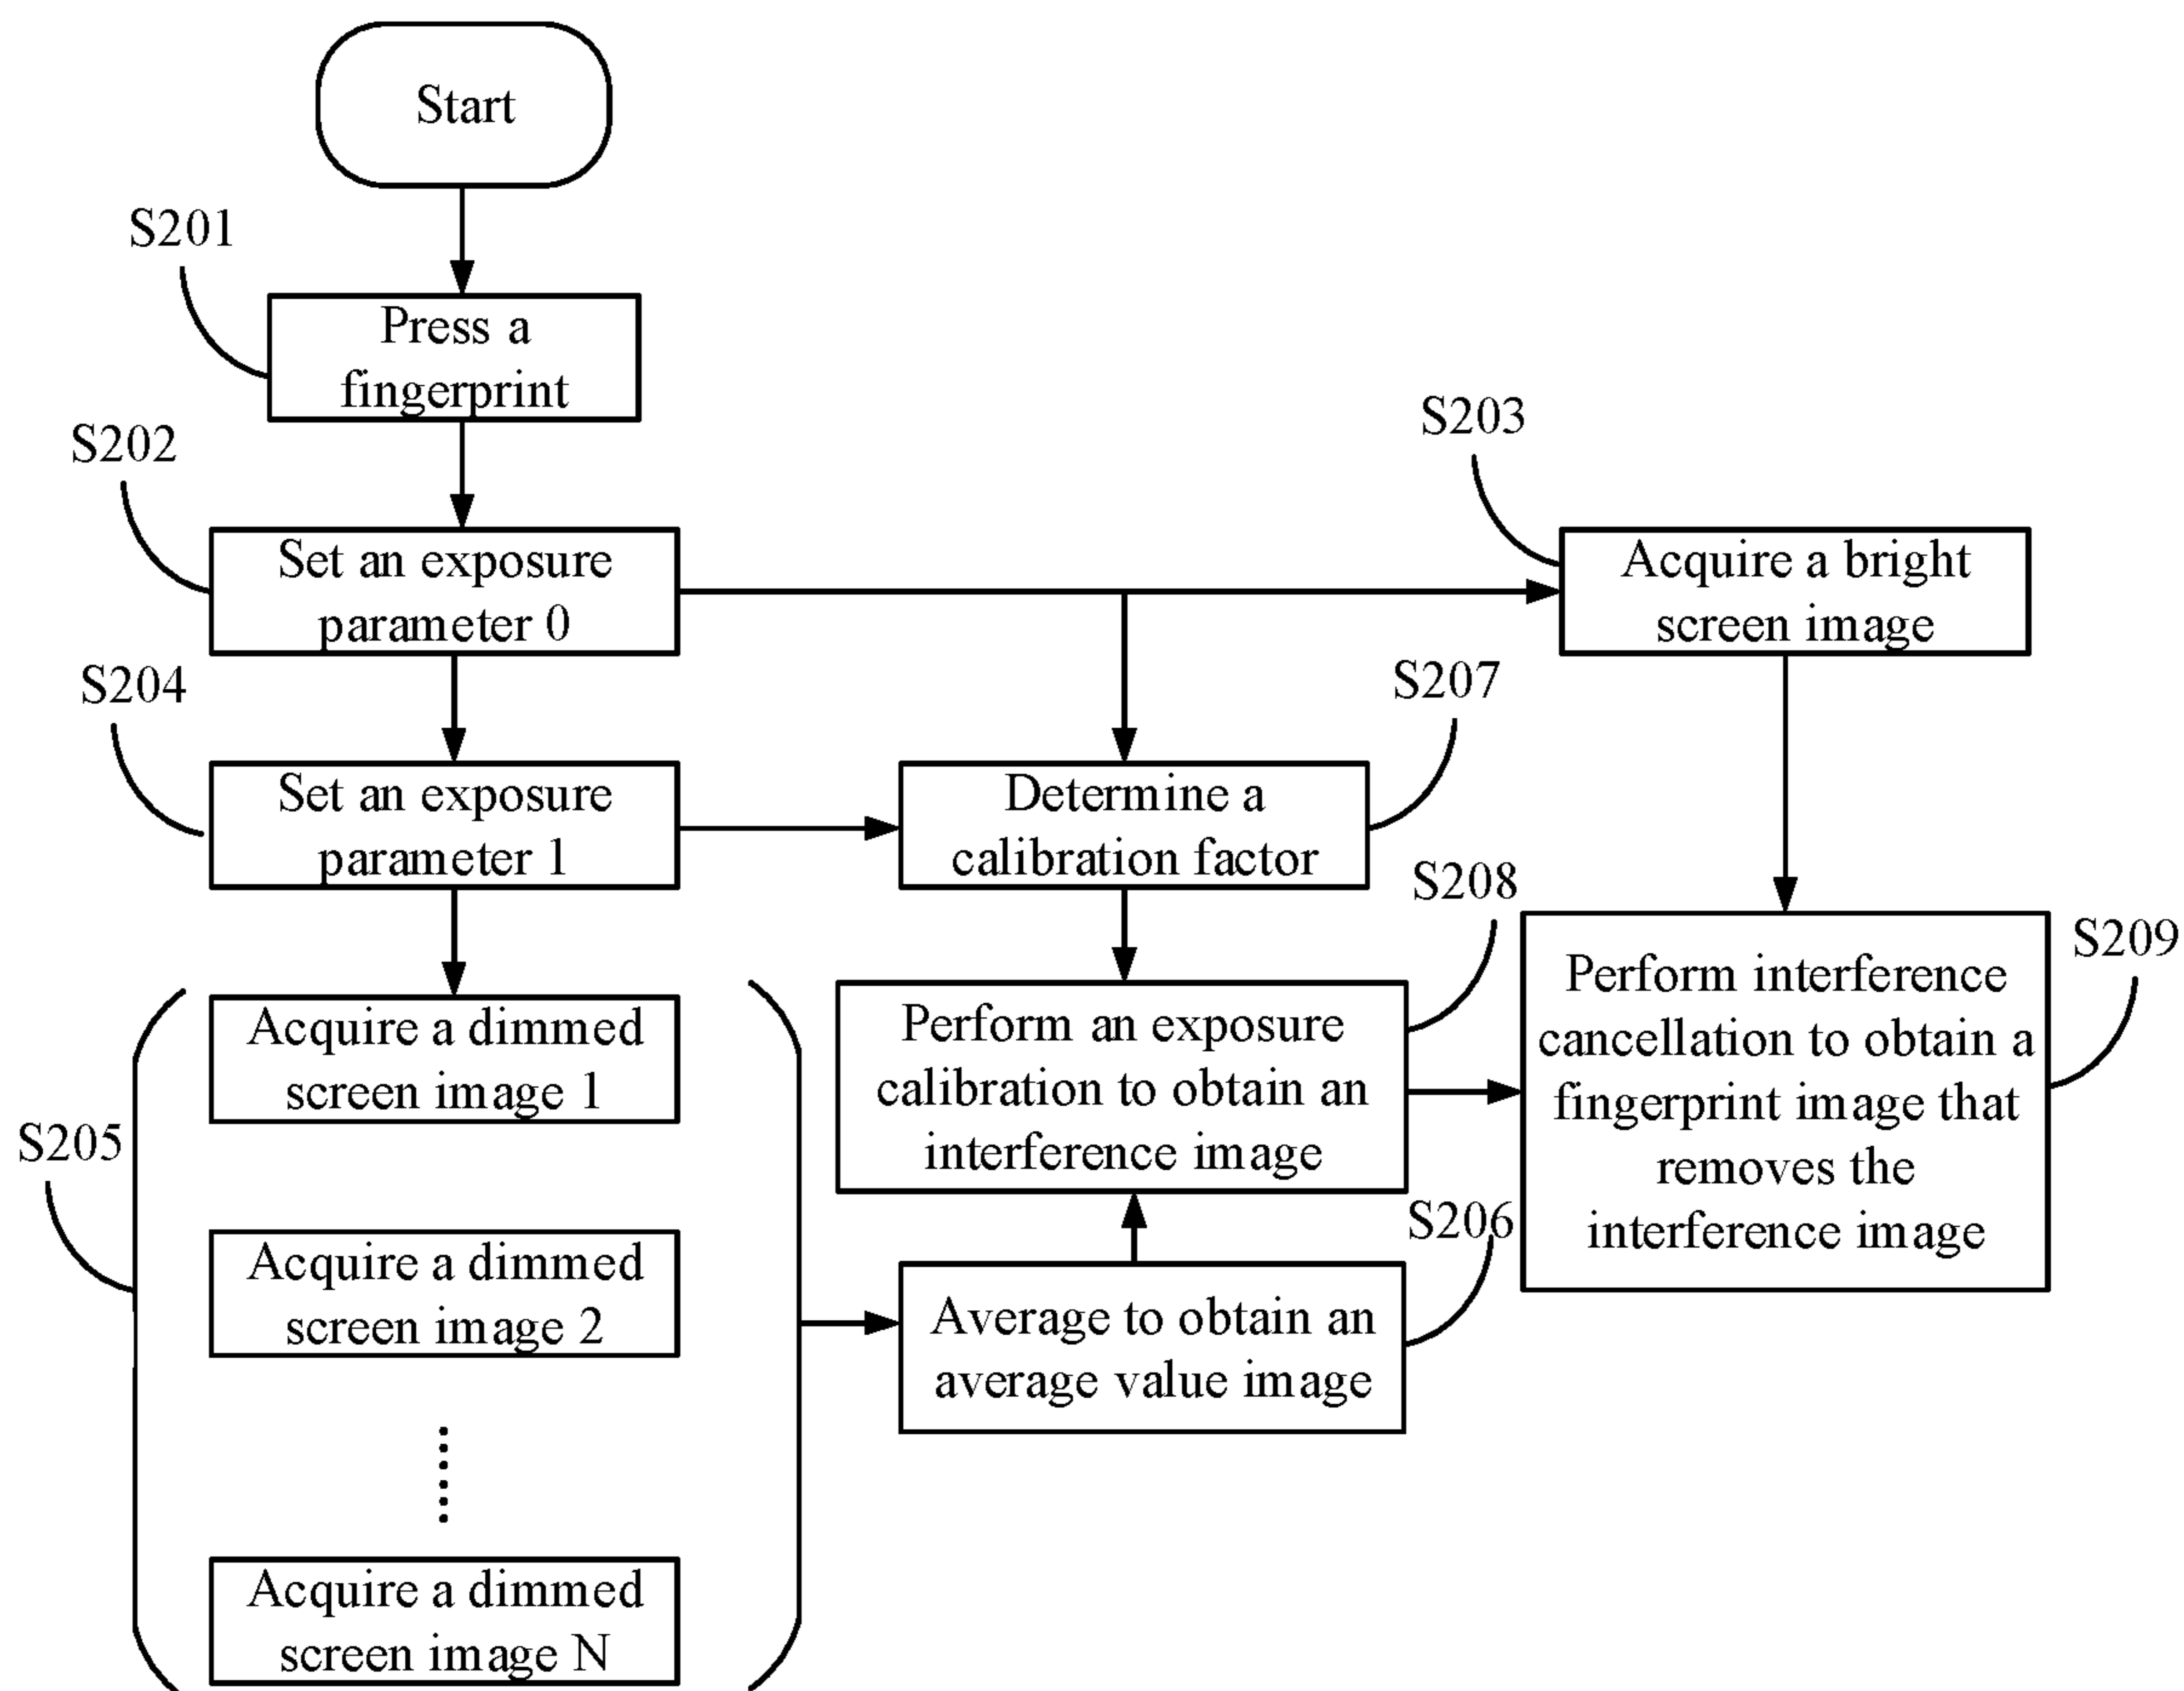 Start
S201
Press a
fingerprint
S202
Set an exposure
parameter 0
S203
Acquire a bright
screen image
S204
Set an exposure
parameter 1
S207
Determine a
calibration factor
S205
Acquire a dimmed
screen image 1
Acquire a dimmed
screen image 2
Acquire a dimmed
screen image N
S208
Perform an exposure
calibration to obtain an
interference image
S206
Average to obtain an
average value image
S209
Perform interference
cancellation to obtain a
fingerprint image that
removes the
interference image